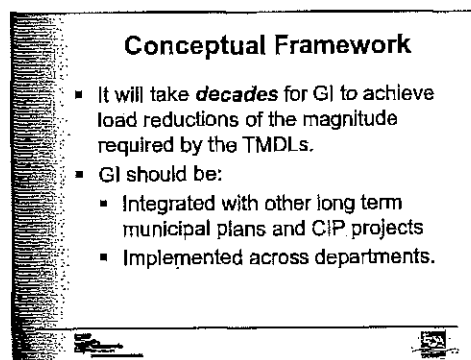 Conceptual Framework
▪ It will take decades for GI to achieve
load reductions of the magnitude
required by the TMDLs.
▪ GI should be:
▪ Integrated with other long term
municipal plans and CIP projects
▪ Implemented across departments.